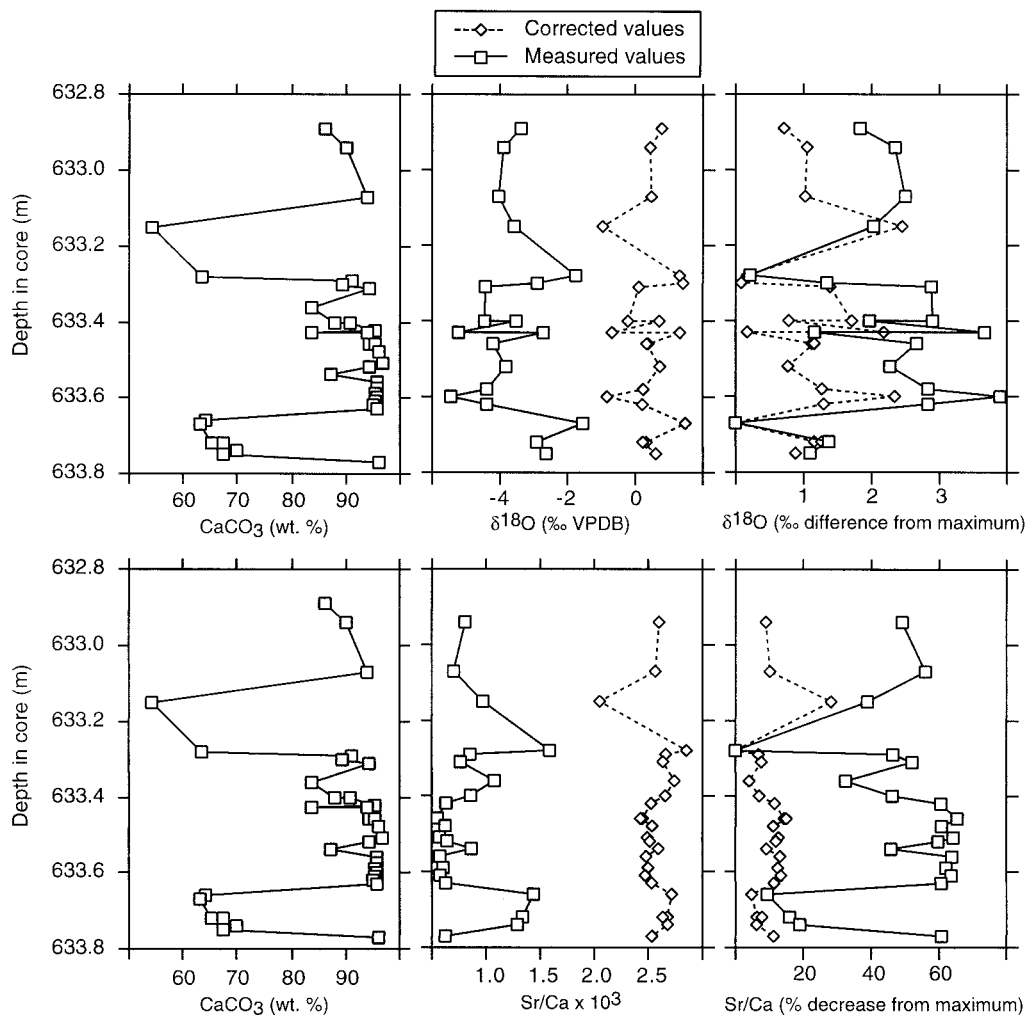 Corrected values
Measured values
Depth in core (m)
632.8
633.0
633.2
633.4
633.6
633.8
60 70 80 90
CaCO3 (wt. %)
-4 -2 0
δ18O (‰ VPDB)
1 2 3
δ18O (‰ difference from maximum)
Depth in core (m)
632.8
633.0
633.2
633.4
633.6
633.8
60 70 80 90
CaCO3 (wt. %)
1.0 1.5 2.0 2.5
Sr/Ca x 10^3
20 40 60
Sr/Ca (% decrease from maximum)